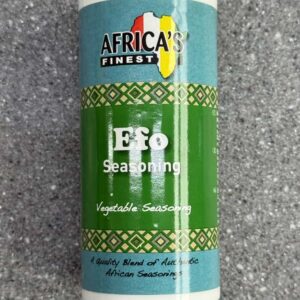 AFRICA'S
FINEST
Efo
Seasoning
Vegetable Seasoning
A Quality Blend of Authentic
African Seasonings